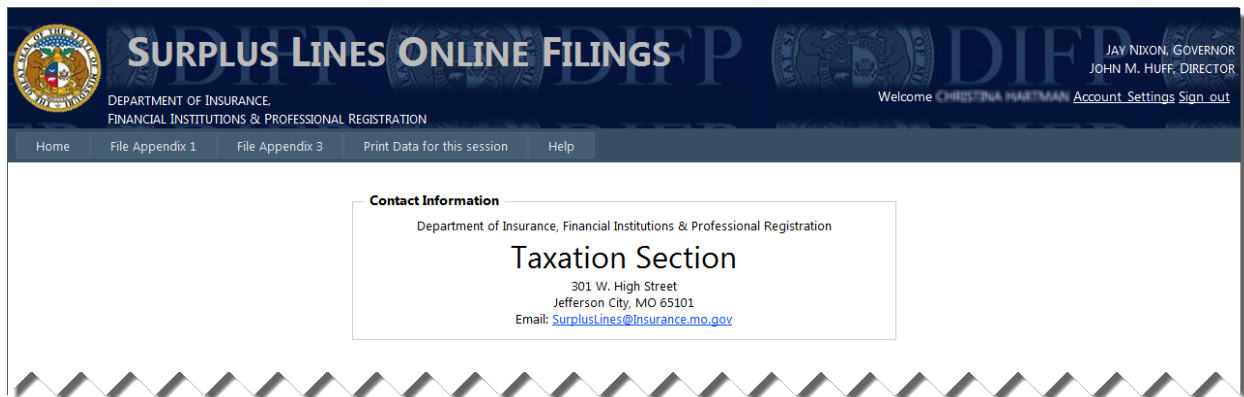 SURPLUS LINES ONLINE FILINGS
DEPARTMENT OF INSURANCE,
FINANCIAL INSTITUTIONS & PROFESSIONAL REGISTRATION
JAY NIXON, GOVERNOR
JOHN M. HUFF, DIRECTOR
Welcome Account Settings Sign out
Home File Appendix 1 File Appendix 3 Print Data for this session Help
Contact Information
Department of Insurance, Financial Institutions & Professional Registration
Taxation Section
301 W. High Street
Jefferson City, MO 65101
Email: SurplusLines@Insurance.mo.gov